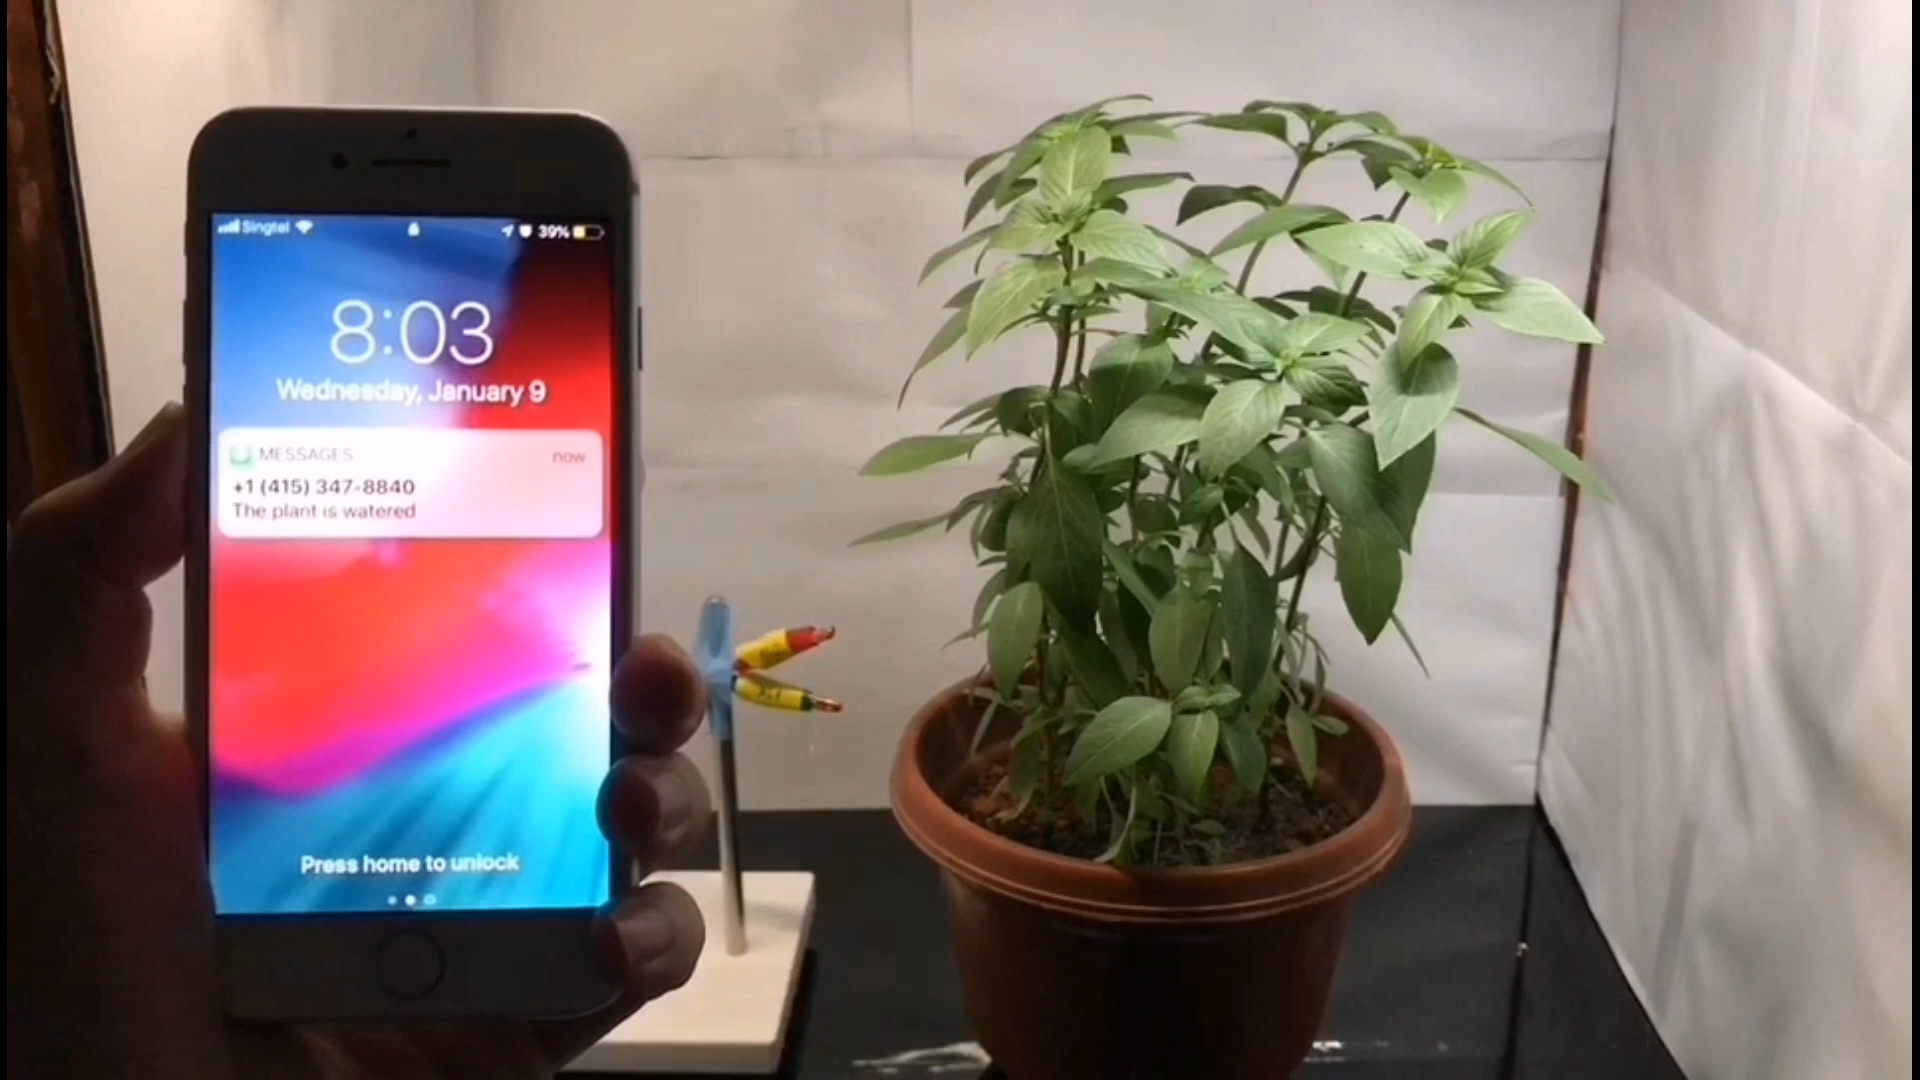 Singtel 39%
8:03
Wednesday, January 9
MESSAGES now
+1 (415) 347-8840
The plant is watered
Press home to unlock